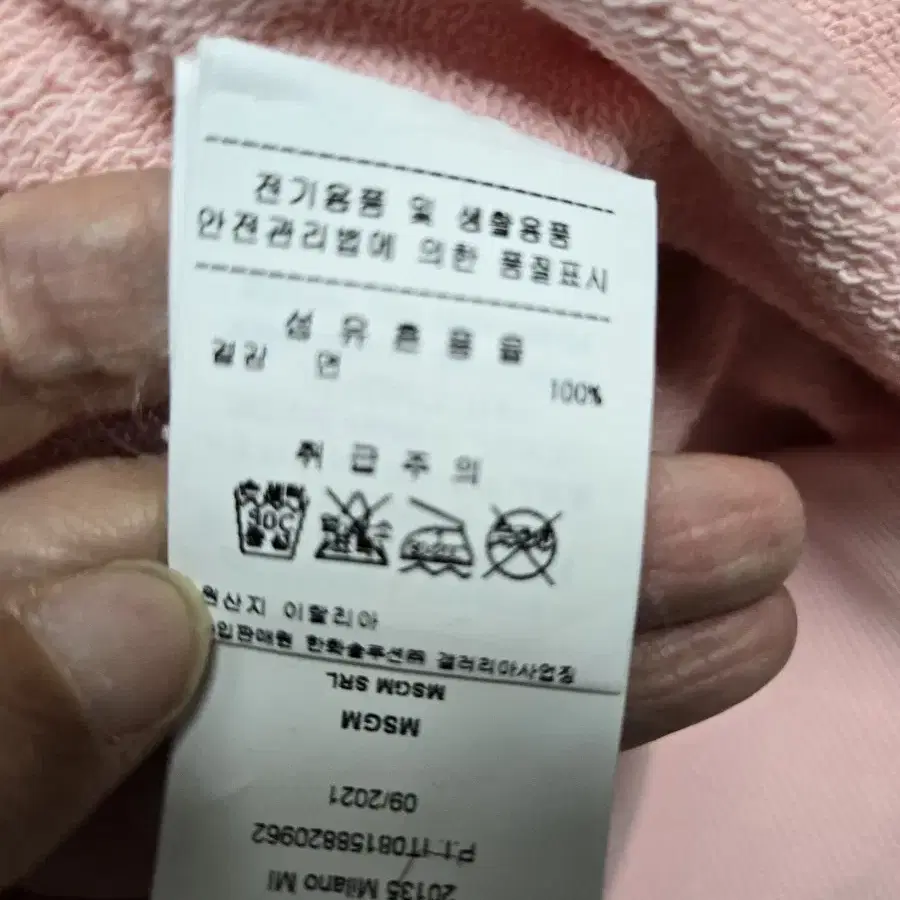 전기용품 및 생활용품
안전관리법에 의한 품질표시
섬 유 혼 용 율
겉감 면 100%
취 급 주 의
30℃
원산지 이탈리아
입판매원 한화솔루션㈜ 갤러리아사업장
MSGM SRL
MSGM
09/2021
P.I.:IT08158820962
20135 Milano MI